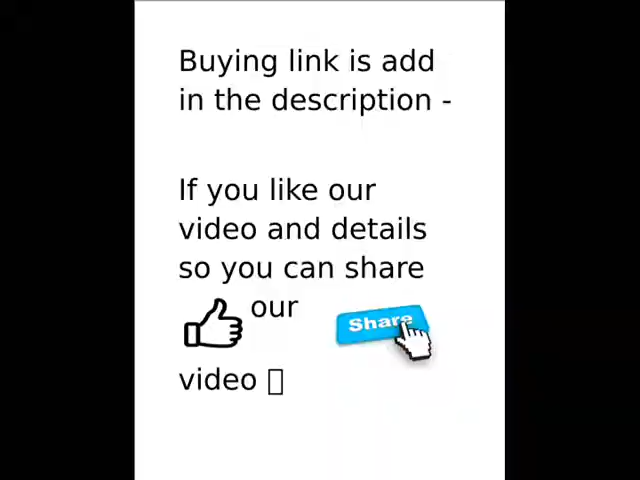 Buying link is add
in the description -
If you like our
video and details
so you can share
our
Share
video